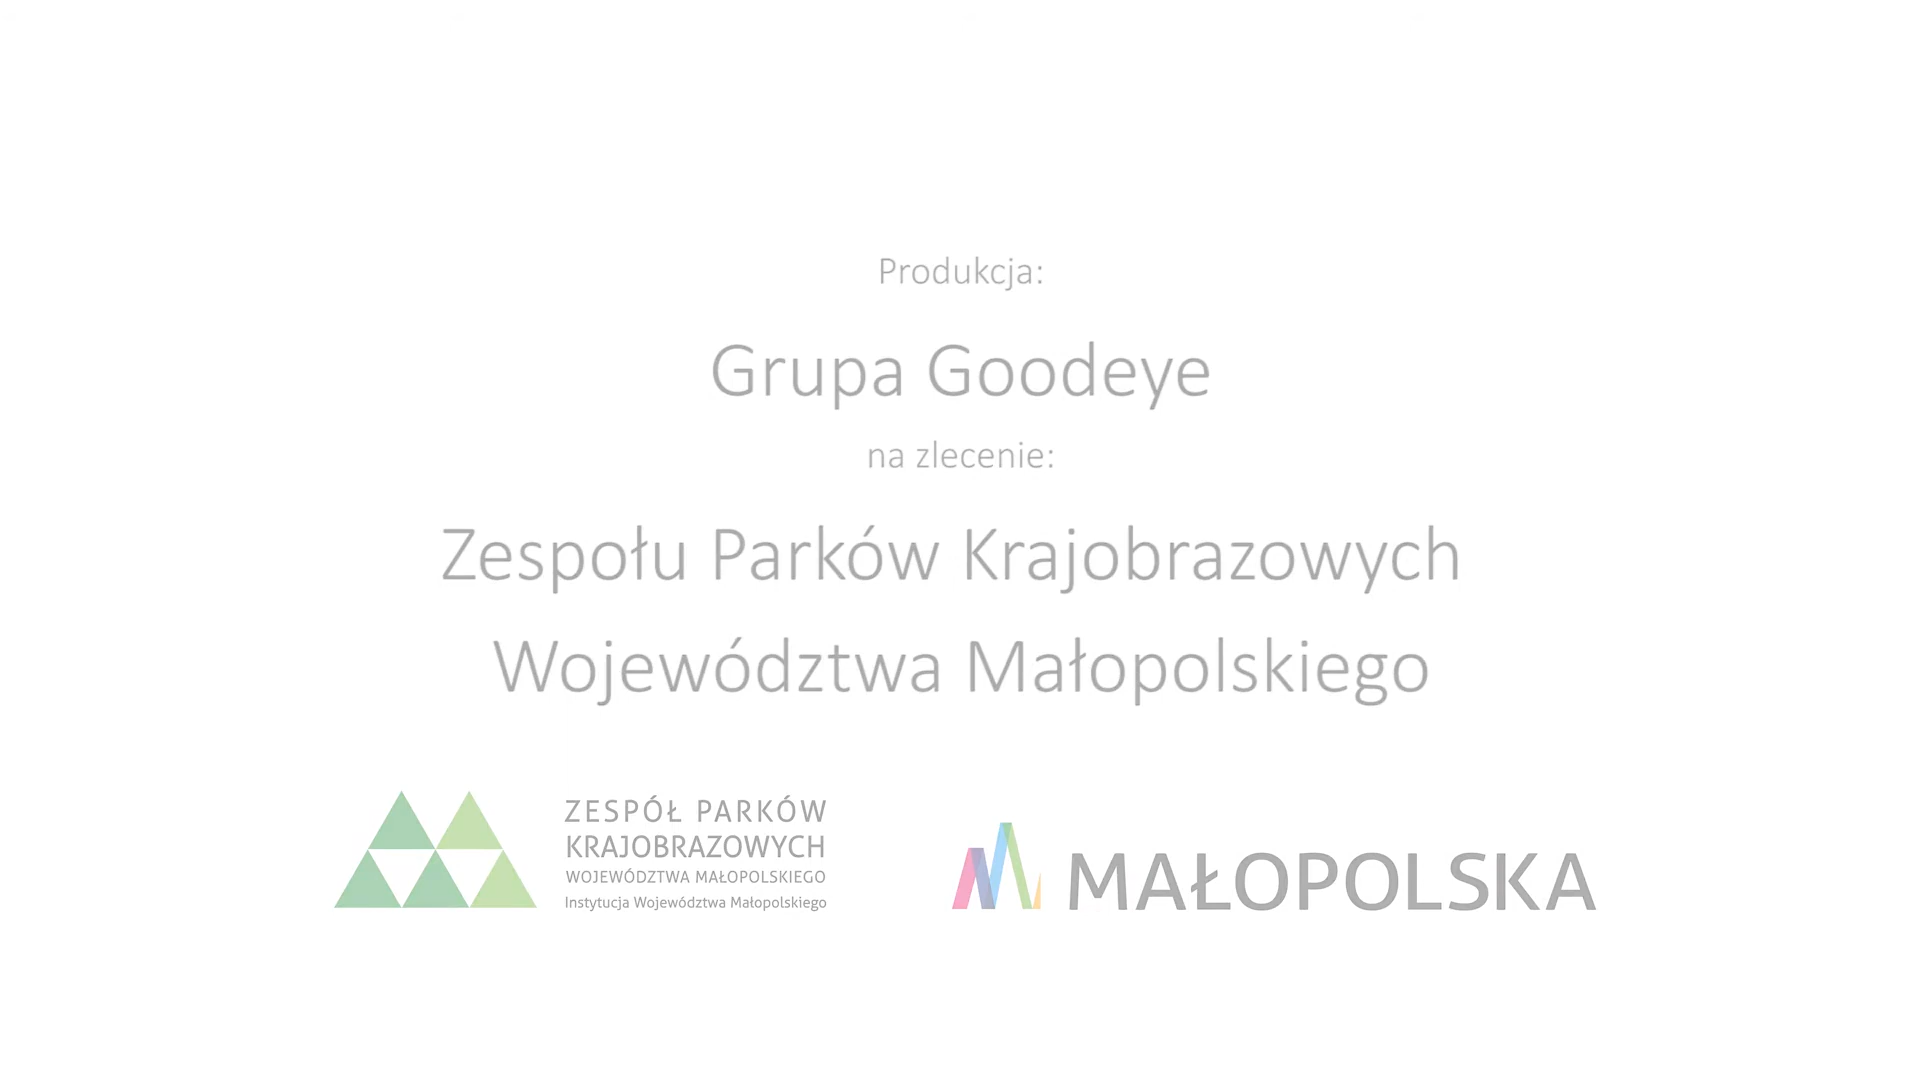 Produkcja:
Grupa Goodeye
na zlecenie:
Zespołu Parków Krajobrazowych
Województwa Małopolskiego
ZESPÓŁ PARKÓW
KRAJOBRAZOWYCH
WOJEWÓDZTWA MAŁOPOLSKIEGO
Instytucja Województwa Małopolskiego
MAŁOPOLSKA